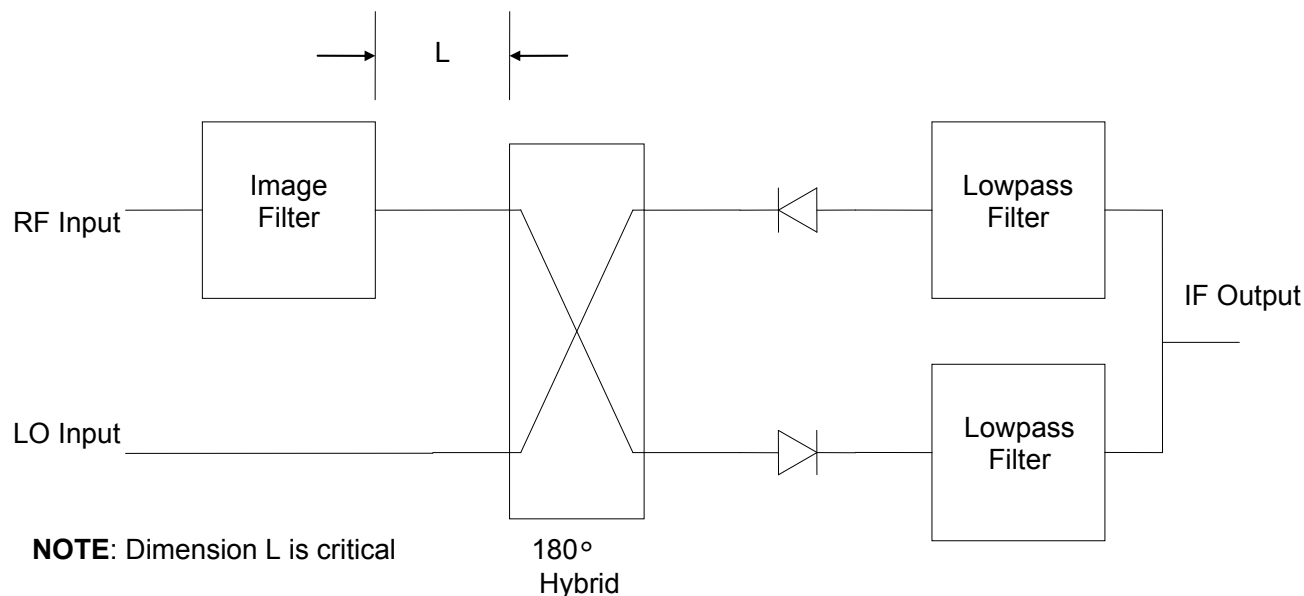 L
Image
Filter
Lowpass
Filter
RF Input
IF Output
LO Input
Lowpass
Filter
NOTE: Dimension L is critical
180°
Hybrid